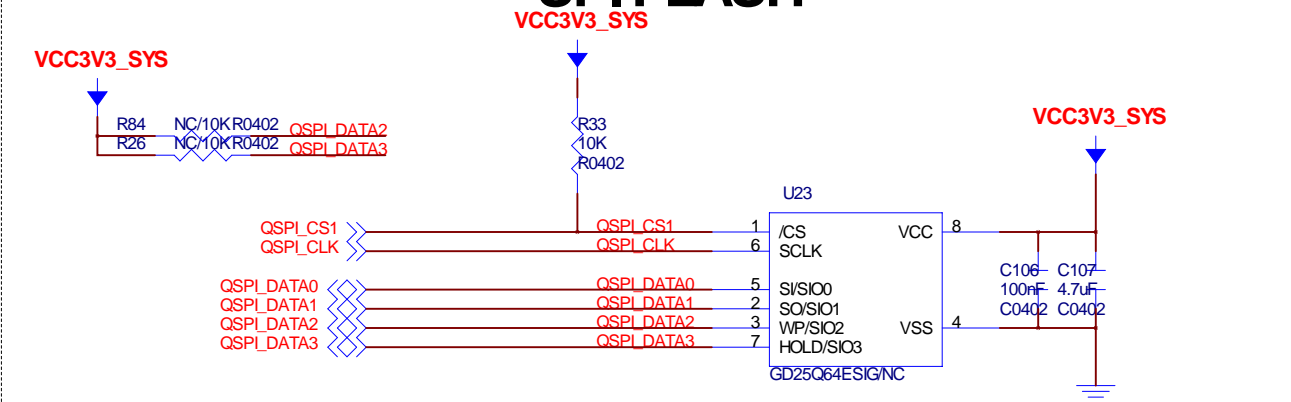 SPI FLASH
VCC3V3_SYS
VCC3V3_SYS
R84 NC/10K R0402 QSPI_DATA2
R26 NC/10K R0402 QSPI_DATA3
R33
10K
R0402
VCC3V3_SYS
U23
QSPI_CS1 QSPI_CS1 1 /CS VCC 8
QSPI_CLK QSPI_CLK 6 SCLK
C106 C107
QSPI_DATA0 QSPI_DATA0 5 SI/SIO0 100nF 4.7uF
QSPI_DATA1 QSPI_DATA1 2 SO/SIO1 C0402 C0402
QSPI_DATA2 QSPI_DATA2 3 WP/SIO2 VSS 4
QSPI_DATA3 QSPI_DATA3 7 HOLD/SIO3
GD25Q64ESIG/NC